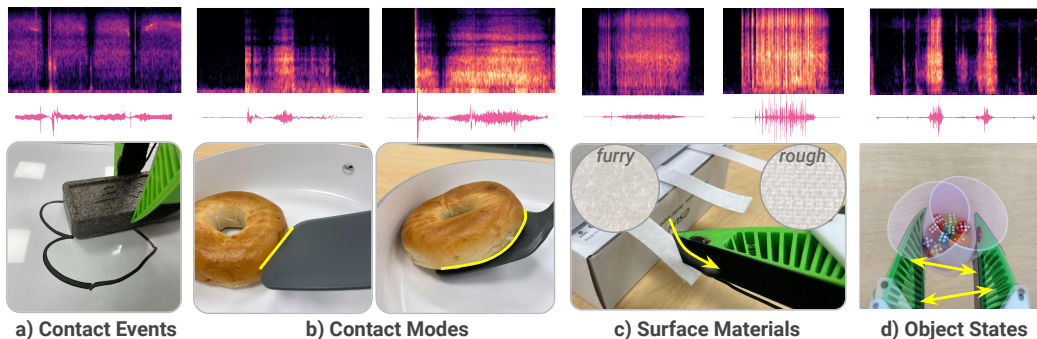 furry
rough
a) Contact Events
b) Contact Modes
c) Surface Materials
d) Object States